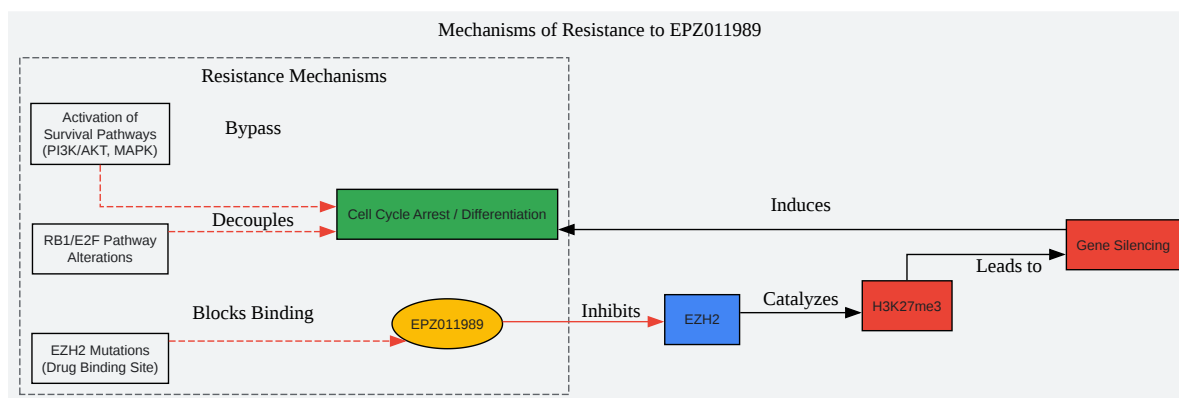 Mechanisms of Resistance to EPZ011989
Resistance Mechanisms
Activation of
Survival Pathways
(PI3K/AKT, MAPK)
Bypass
Cell Cycle Arrest / Differentiation
Decouples
Induces
RB1/E2F Pathway
Alterations
Gene Silencing
Leads to
Blocks Binding
EPZ011989
Inhibits
EZH2
Catalyzes
H3K27me3
EZH2 Mutations
(Drug Binding Site)